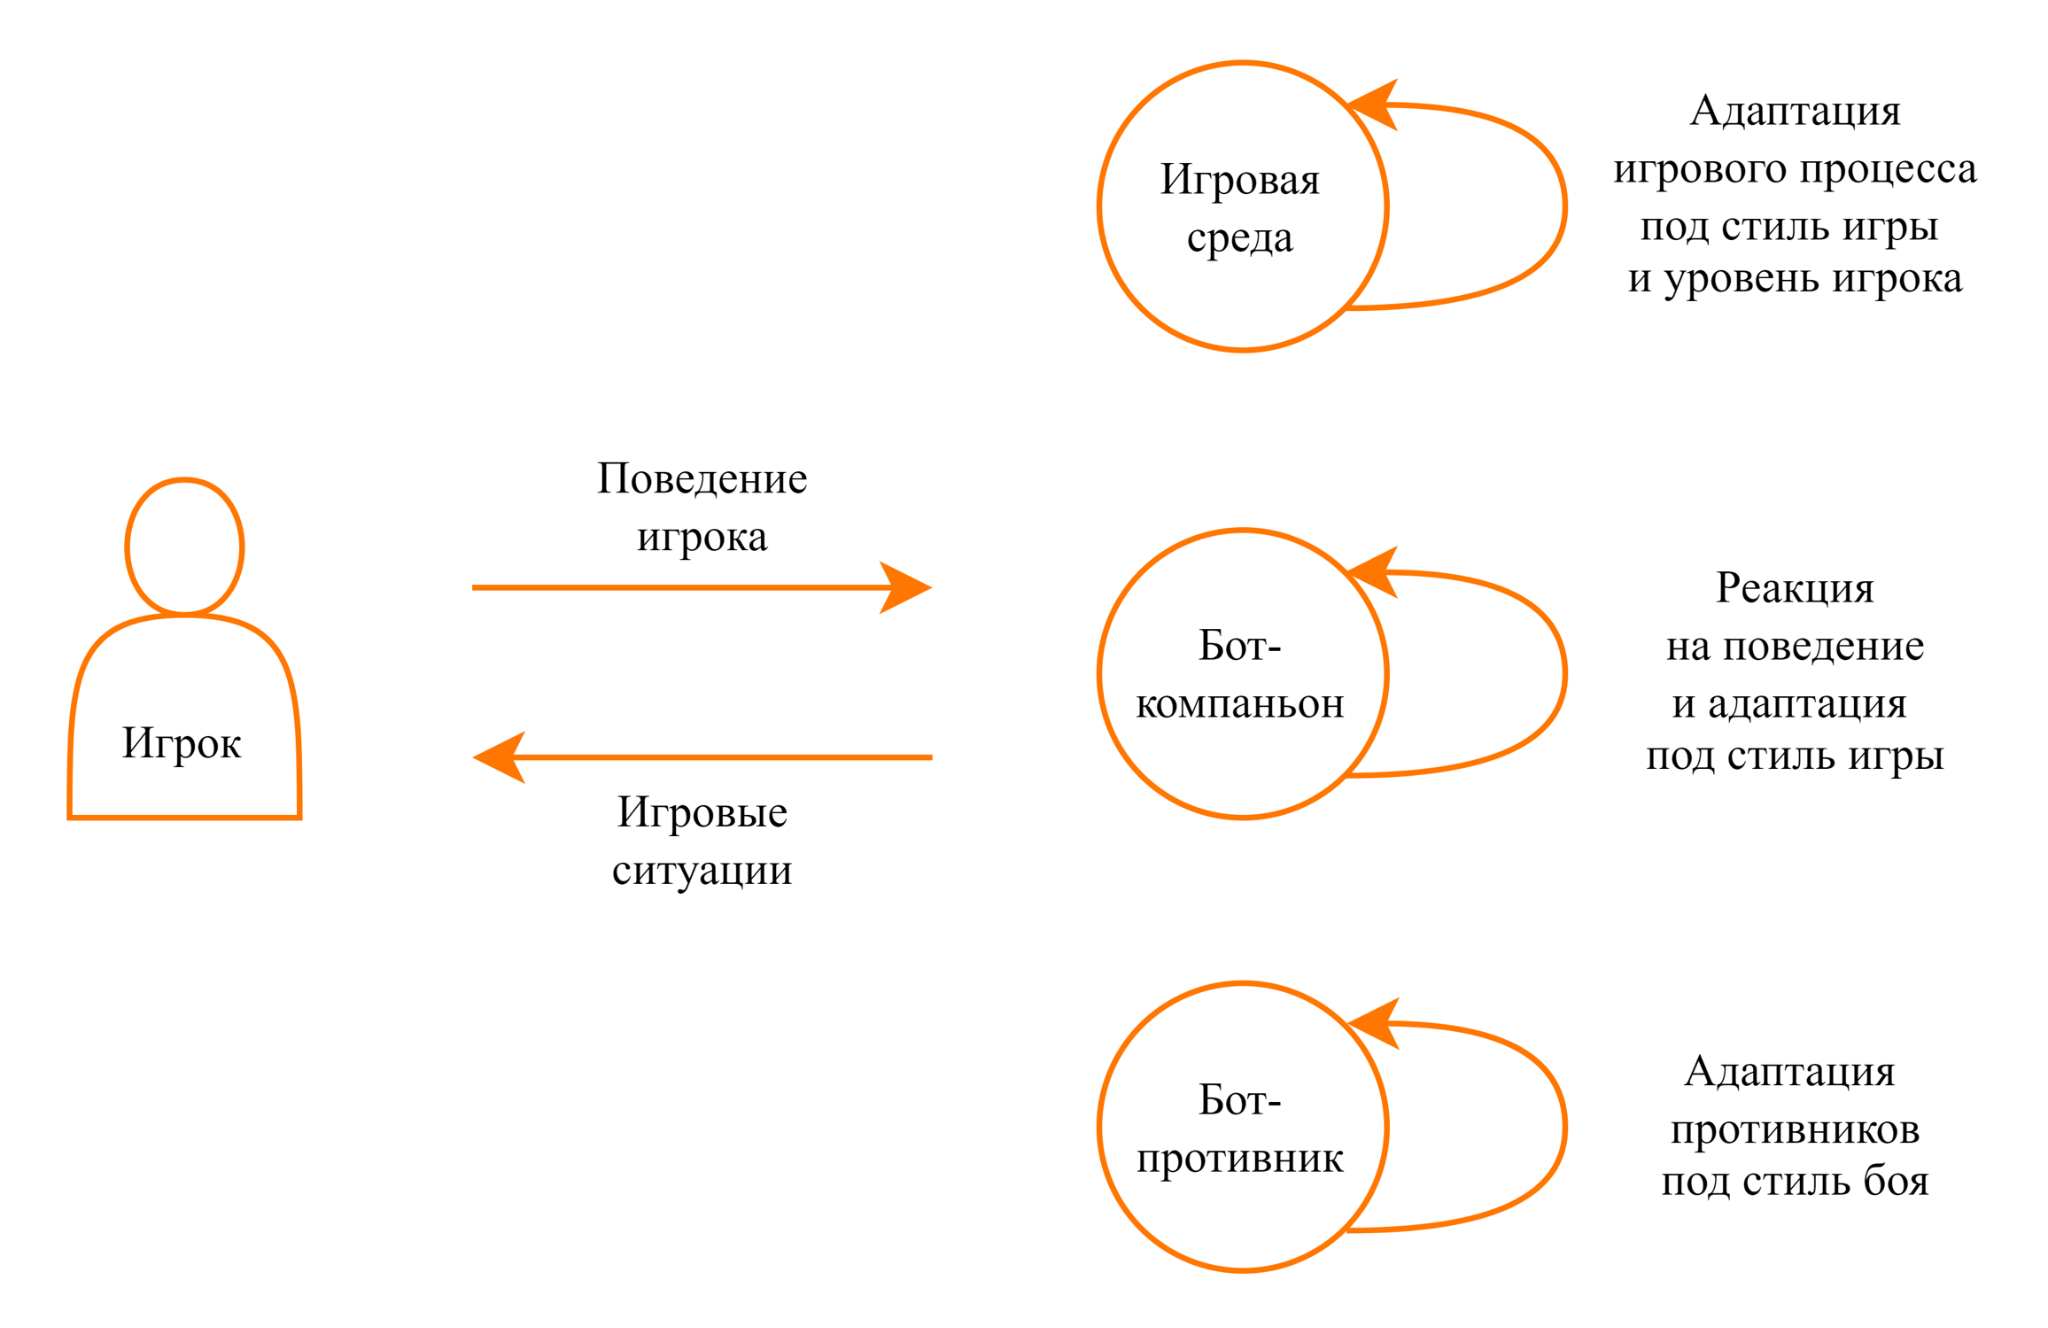 Игровая
среда
Адаптация
игрового процесса
под стиль игры
и уровень игрока
Поведение
игрока
Игрок
Игровые
ситуации
Бот-
компаньон
Реакция
на поведение
и адаптация
под стиль игры
Бот-
противник
Адаптация
противников
под стиль боя